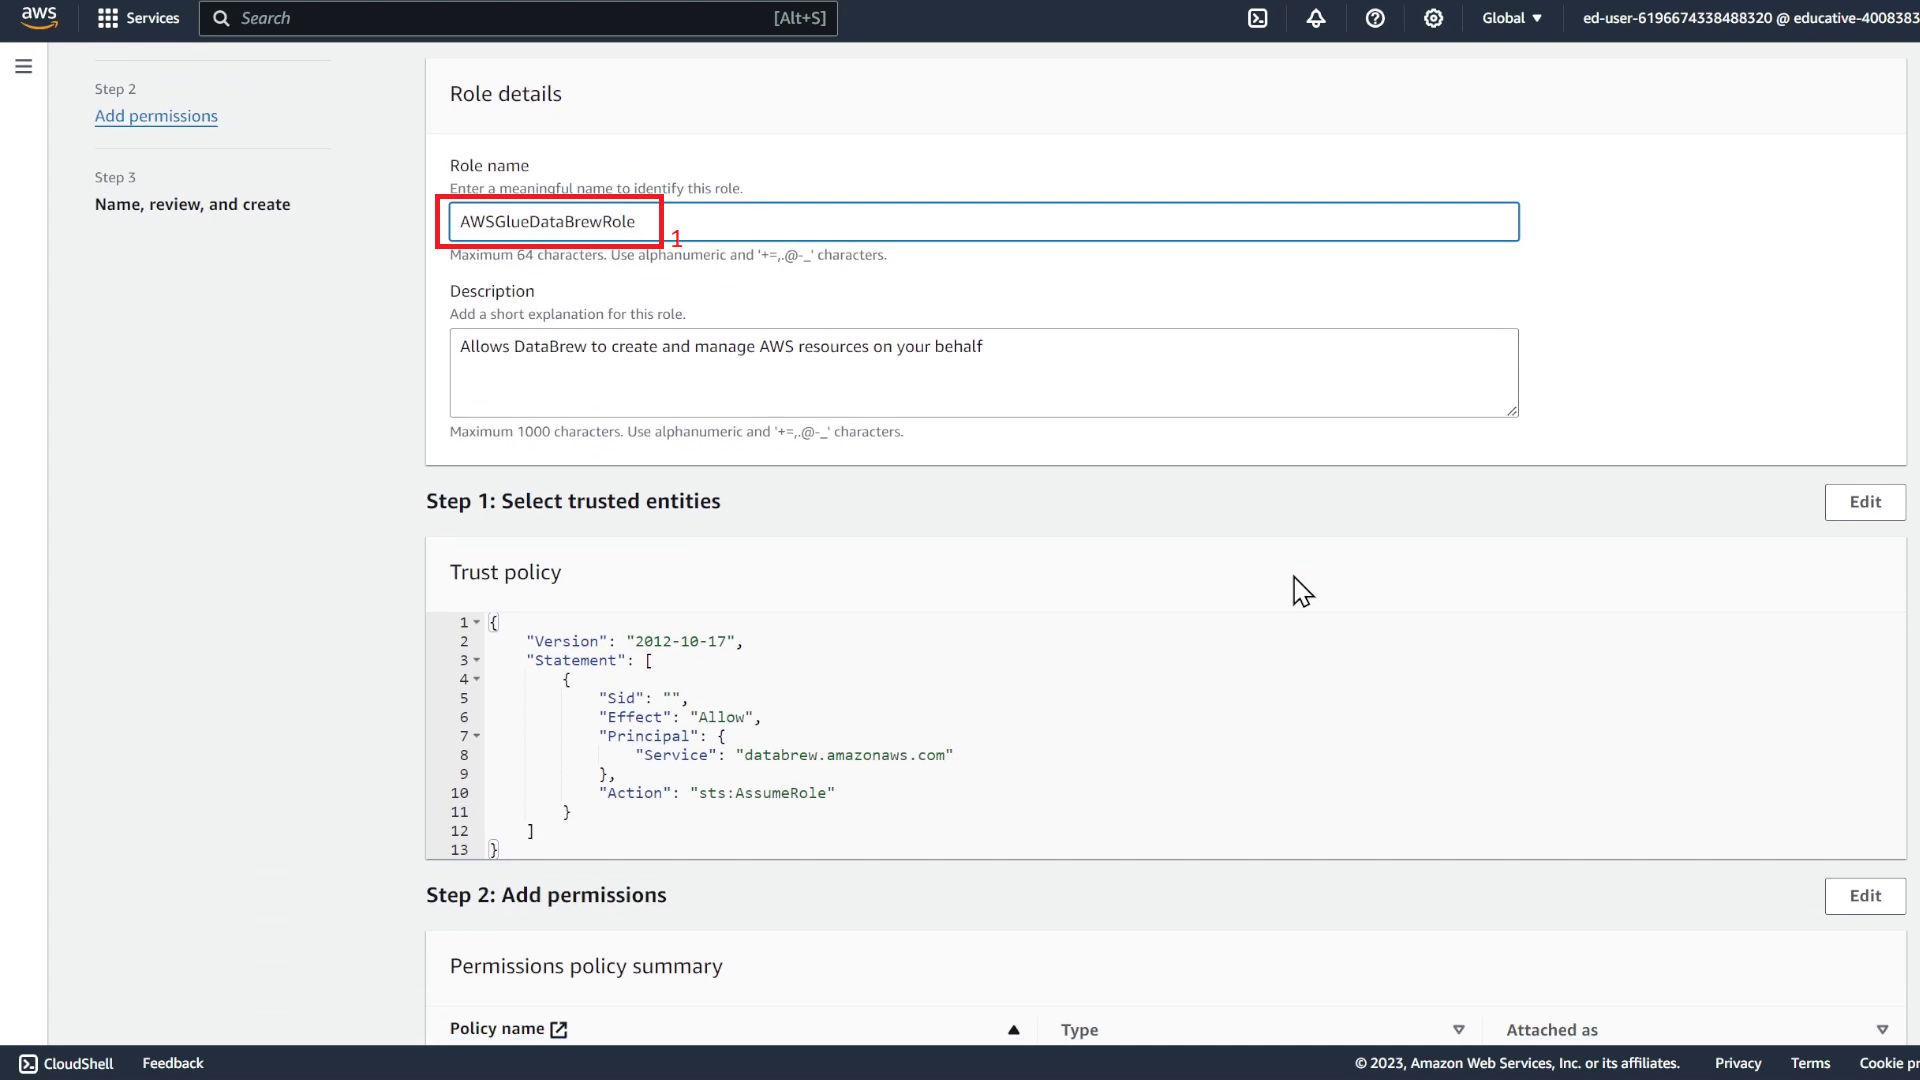 aws
Services
Search
[Alt+S]
Global
ed-user-6196674338488320 @ educative-4008383
Step 2
Add permissions
Step 3
Name, review, and create
Role details
Role name
Enter a meaningful name to identify this role.
AWSGlueDataBrewRole
1
Maximum 64 characters. Use alphanumeric and '+=,.@-_' characters.
Description
Add a short explanation for this role.
Allows DataBrew to create and manage AWS resources on your behalf
Maximum 1000 characters. Use alphanumeric and '+=,.@-_' characters.
Step 1: Select trusted entities
Edit
Trust policy
1 {
2 "Version": "2012-10-17",
3 "Statement": [
4 {
5 "Sid": "",
6 "Effect": "Allow",
7 "Principal": {
8 "Service": "databrew.amazonaws.com"
9 },
10 "Action": "sts:AssumeRole"
11 }
12 ]
13 }
Step 2: Add permissions
Edit
Permissions policy summary
Policy name
Type
Attached as
CloudShell
Feedback
© 2023, Amazon Web Services, Inc. or its affiliates.
Privacy
Terms
Cookie pr